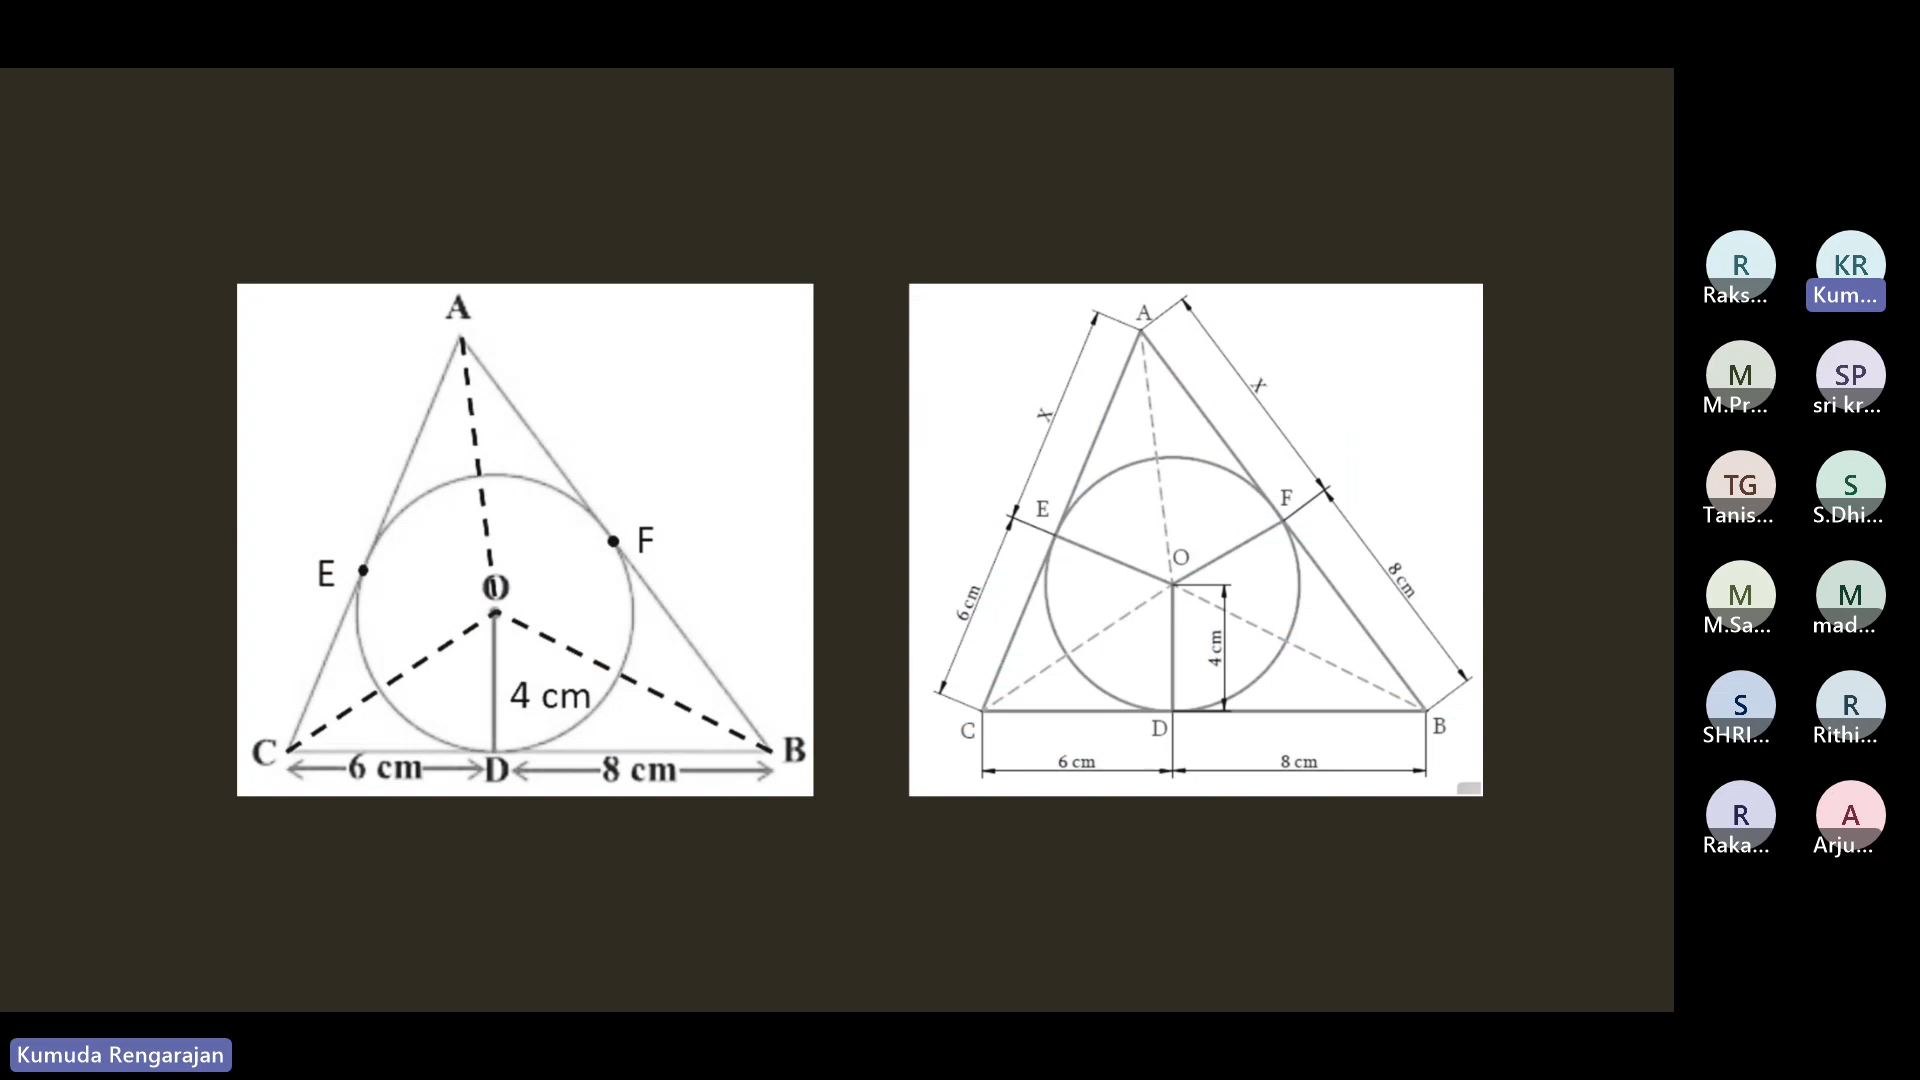 A
E
F
O
4 cm
C
6 cm
D
8 cm
B
A
x
x
E
F
O
6 cm
8 cm
4 cm
C
D
B
6 cm
8 cm
R
Raks...
KR
Kum...
M
M.Pr...
SP
sri kr...
TG
Tanis...
S
S.Dhi...
M
M.Sa...
M
mad...
S
SHRI...
R
Rithi...
R
Raka...
A
Arju...
Kumuda Rengarajan